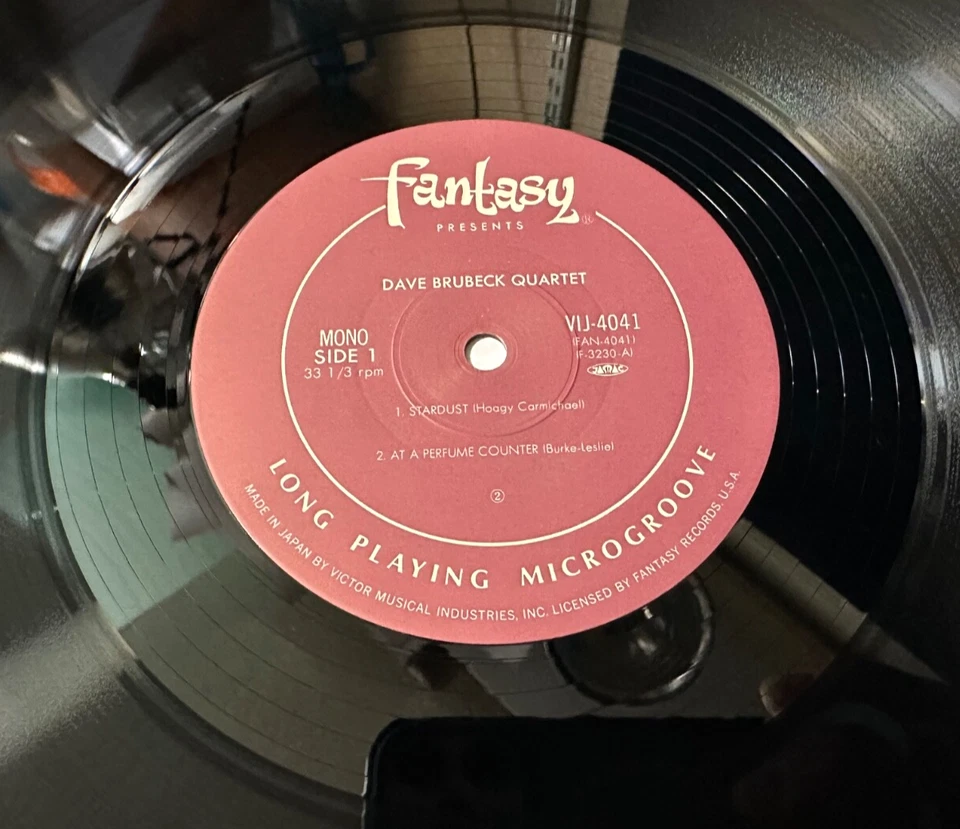 fantasy ®
PRESENTS
DAVE BRUBECK QUARTET
MONO
SIDE 1
33 1/3 rpm
VIJ-4041
(FAN-4041)
(F-3230-A)
JASRAC
1. STARDUST (Hoagy Carmichael)
2. AT A PERFUME COUNTER (Burke-Leslie)
②
LONG PLAYING MICROGROOVE
MADE IN JAPAN BY VICTOR MUSICAL INDUSTRIES, INC. LICENSED BY FANTASY RECORDS, U.S.A.